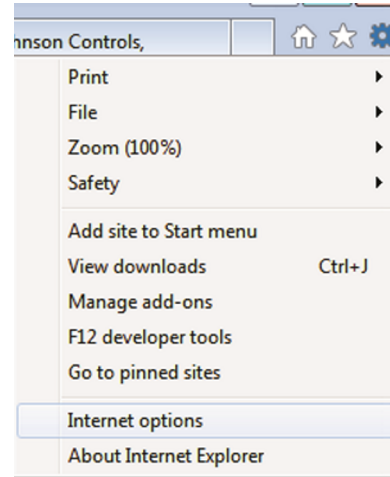 Controls,
Print
File
Zoom (100%)
Safety
Add site to Start menu
View downloads Ctrl+J
Manage add-ons
F12 developer tools
Go to pinned sites
Internet options
About Internet Explorer